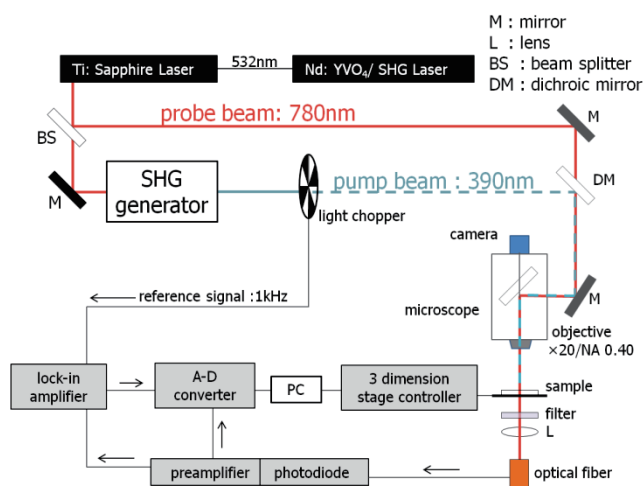 M : mirror
L : lens
BS : beam splitter
DM : dichroic mirror
Ti: Sapphire Laser
532nm
Nd: YVO₄/ SHG Laser
probe beam: 780nm
M
BS
SHG
generator
pump beam : 390nm
DM
M
light chopper
camera
reference signal :1kHz
microscope
M
objective
×20/NA 0.40
lock-in
amplifier
A-D
converter
PC
3 dimension
stage controller
sample
filter
L
preamplifier
photodiode
optical fiber